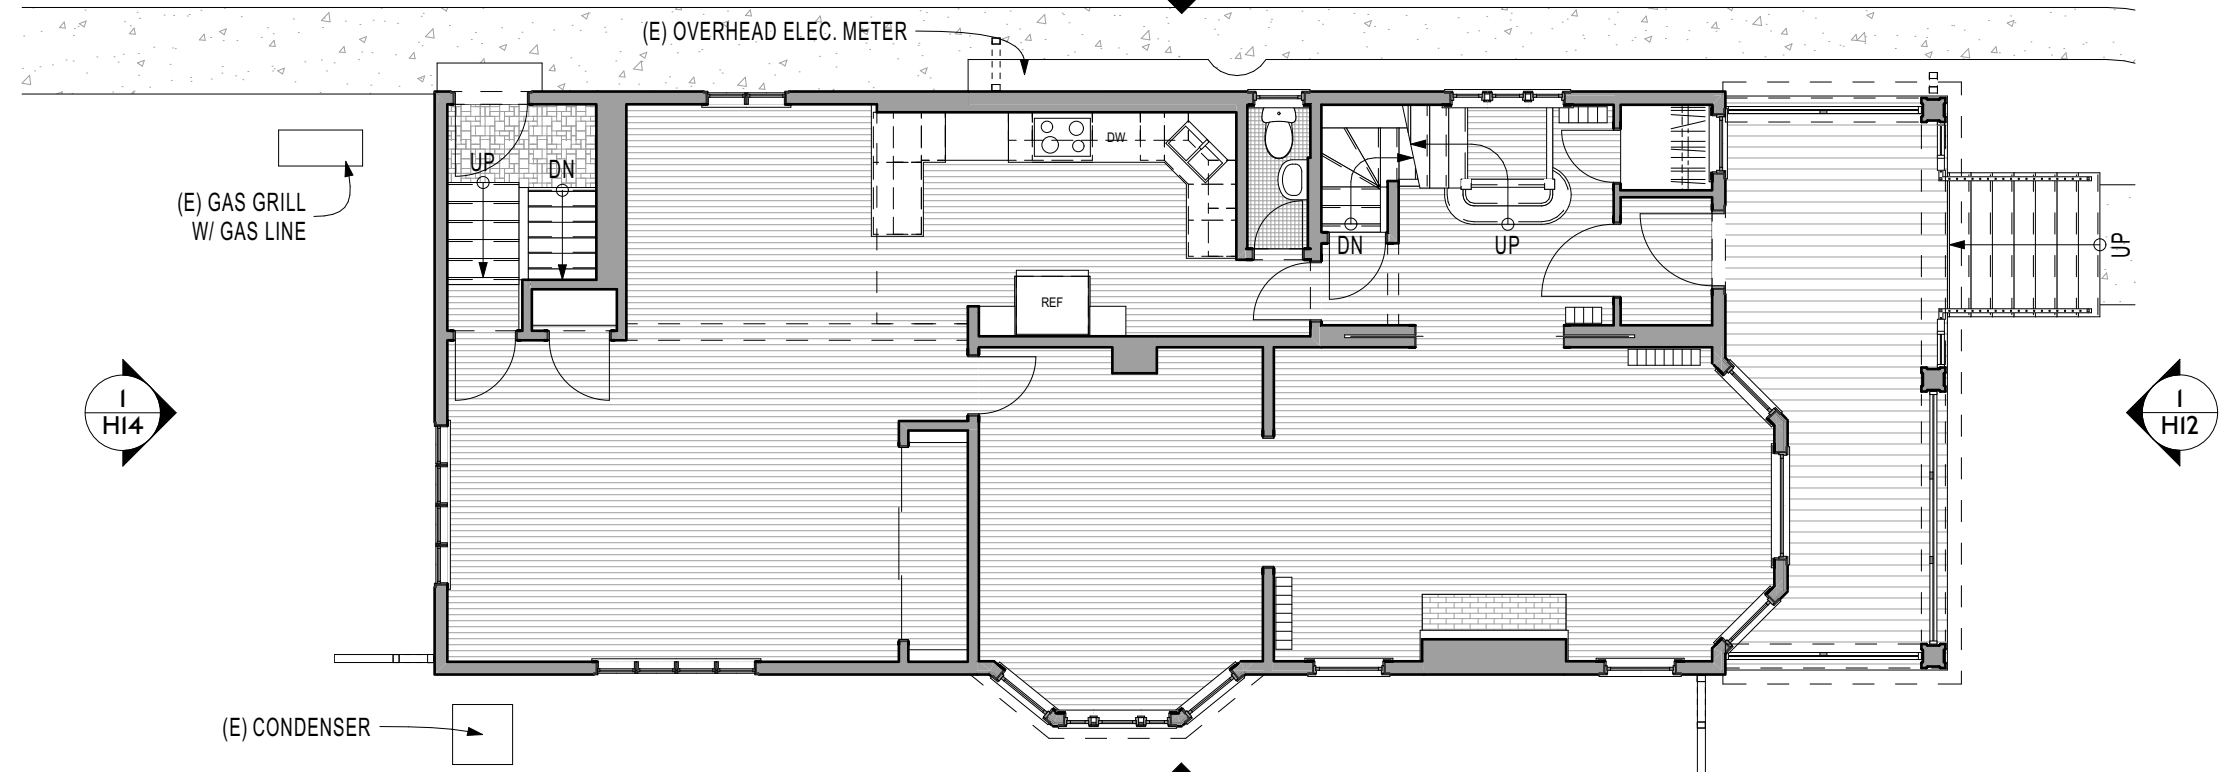 (E) OVERHEAD ELEC. METER
DW
UP
DN
(E) GAS GRILL
W/ GAS LINE
DN
UP
UP
REF
1
H14
1
H12
(E) CONDENSER